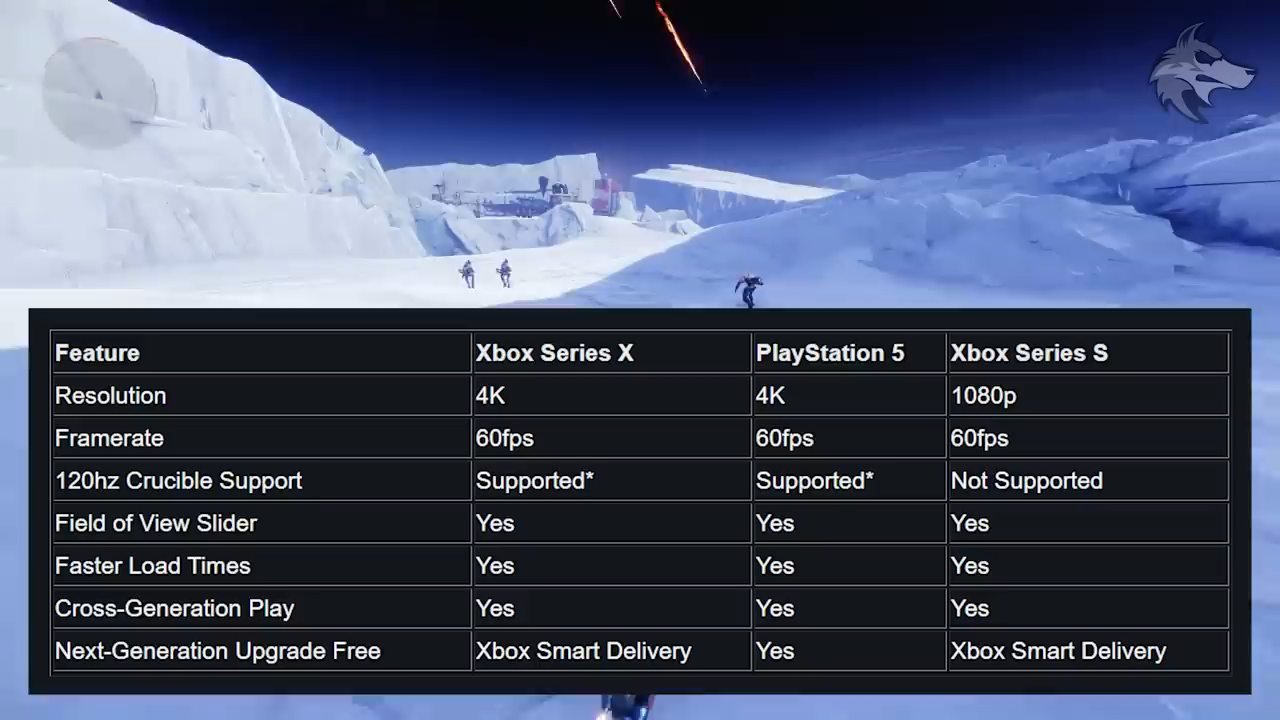 Feature Xbox Series X PlayStation 5 Xbox Series S
Resolution 4K 4K 1080p
Framerate 60fps 60fps 60fps
120hz Crucible Support Supported* Supported* Not Supported
Field of View Slider Yes Yes Yes
Faster Load Times Yes Yes Yes
Cross-Generation Play Yes Yes Yes
Next-Generation Upgrade Free Xbox Smart Delivery Yes Xbox Smart Delivery